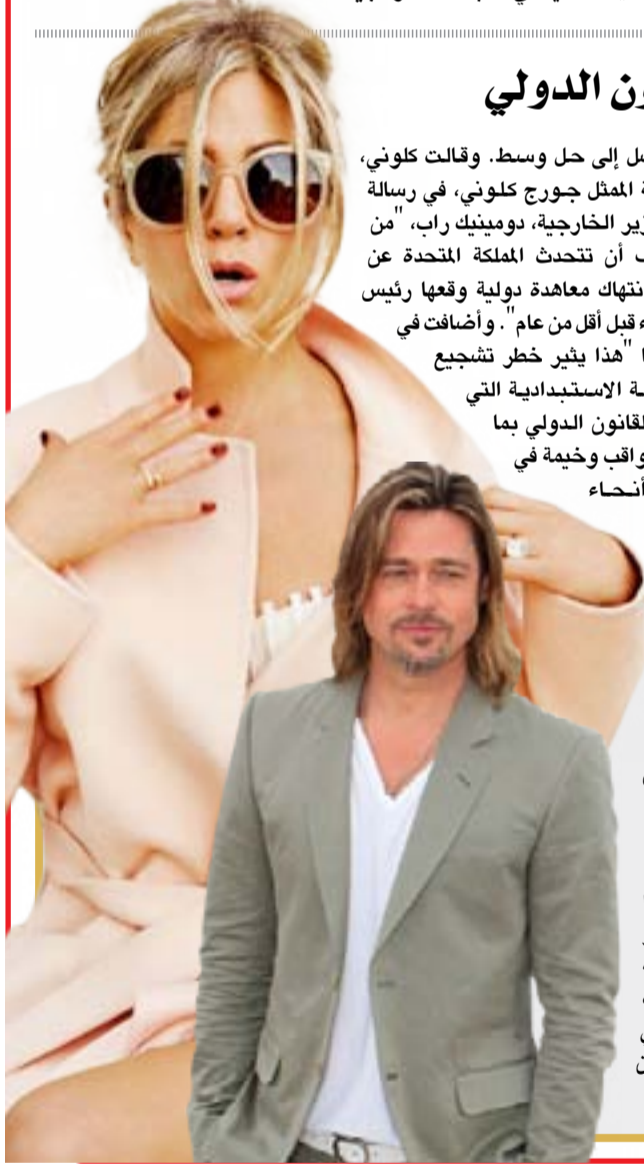 ون الدولي
ل إلى حل وسط. وقالت كلوني،
ة الممثل جورج كلوني، في رسالة
زير الخارجية، دومينيك راب، "من
ف أن تتحدث المملكة المتحدة عن
نتهاك معاهدة دولية وقعها رئيس
ء قبل أقل من عام". وأضافت في
ا "هذا يثير خطر تشجيع
ـة الاستبدادية التي
لقانون الدولي بما
واقب وخيمة في
أنحاء